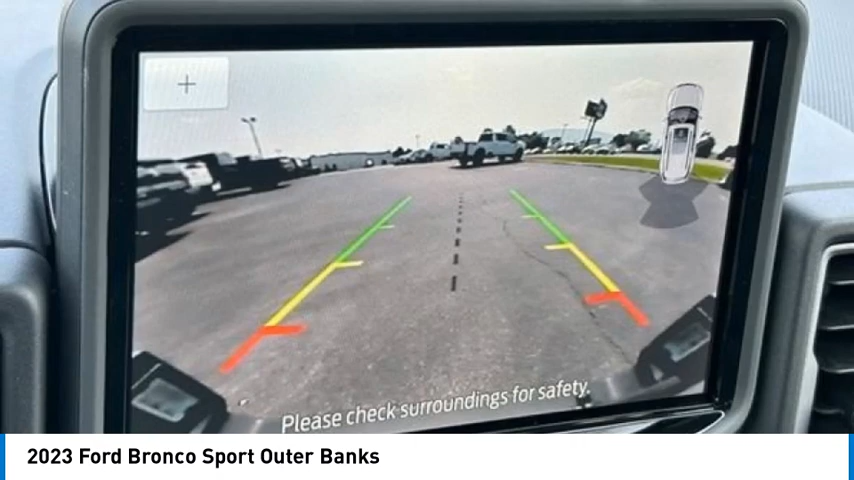 +
Please check surroundings for safety.
2023 Ford Bronco Sport Outer Banks